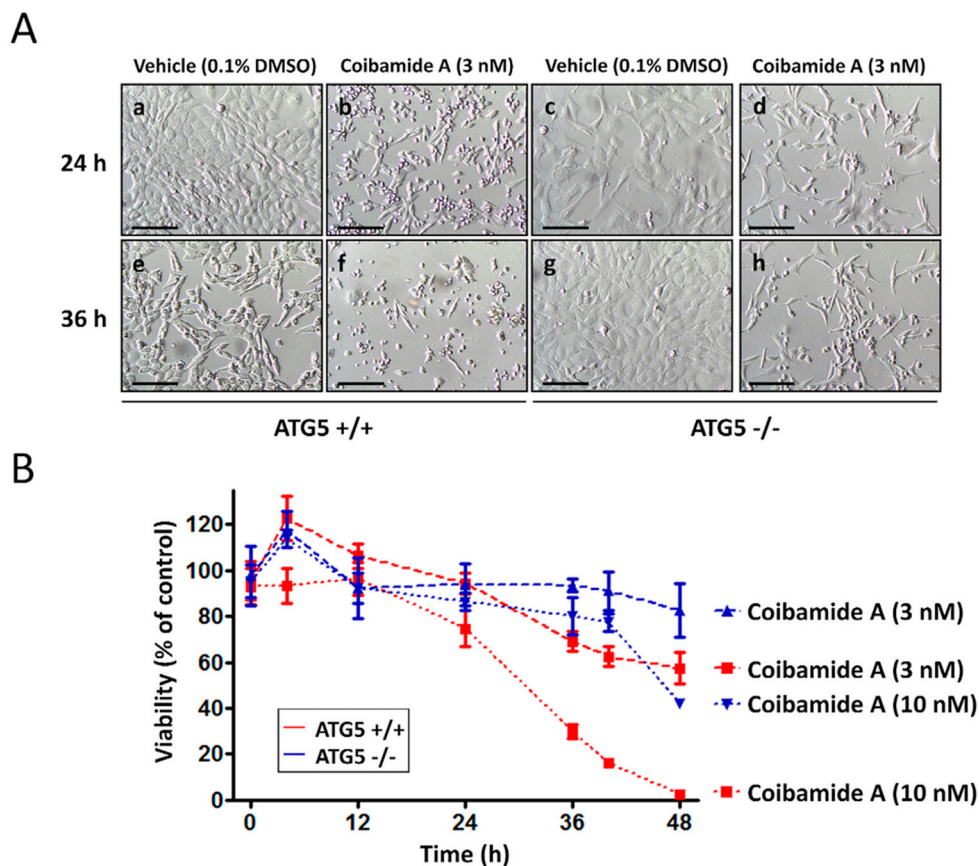 A
Vehicle (0.1% DMSO) Coibamide A (3 nM) Vehicle (0.1% DMSO) Coibamide A (3 nM)
24 h
a b c d
36 h
e f g h
ATG5 +/+ ATG5 -/-
B
Viability (% of control)
120
100
80
60
40
20
0
ATG5 +/+
ATG5 -/-
Coibamide A (3 nM)
Coibamide A (3 nM)
Coibamide A (10 nM)
Coibamide A (10 nM)
0 12 24 36 48
Time (h)